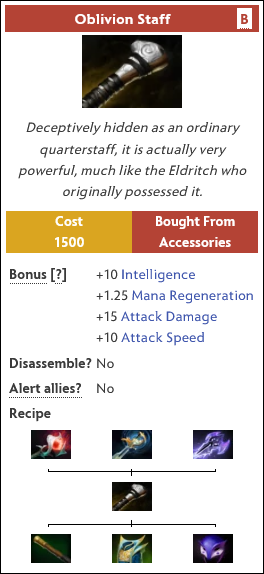 Oblivion Staff B
Deceptively hidden as an ordinary
quarterstaff, it is actually very
powerful, much like the Eldritch who
originally possessed it.
Cost
1500
Bought From
Accessories
Bonus [?]
+10 Intelligence
+1.25 Mana Regeneration
+15 Attack Damage
+10 Attack Speed
Disassemble? No
Alert allies? No
Recipe